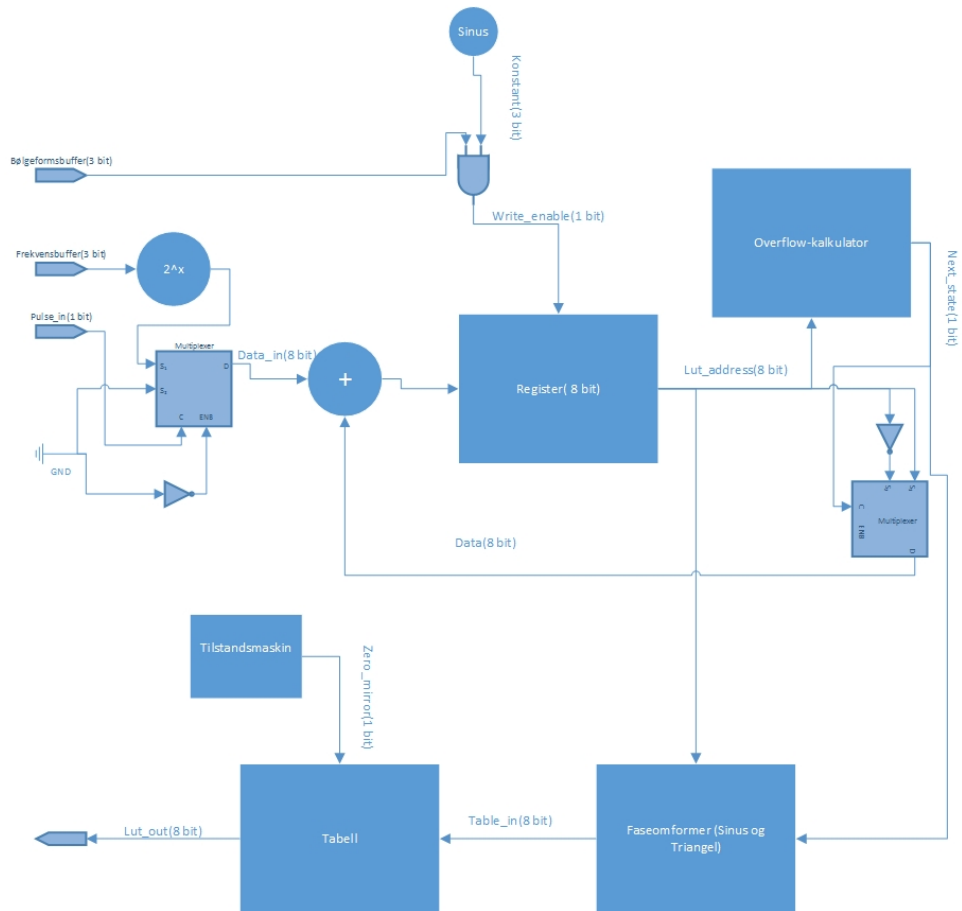 Sinus
Konstant(3 bit)
Bølgeformsbuffer(3 bit)
Write_enable(1 bit)
Overflow-kalkulator
Frekvensbuffer(3 bit)
2^x
Next_state(1 bit)
Pulse_in(1 bit)
Multiplexer
S₁
D
S₂
C
ENB
Data_in(8 bit)
+
Register( 8 bit)
Lut_address(8 bit)
GND
C
Multiplexer
ENB
D
Data(8 bit)
Tilstandsmaskin
Zero_mirror(1 bit)
Lut_out(8 bit)
Tabell
Table_in(8 bit)
Faseomformer (Sinus og
Triangel)